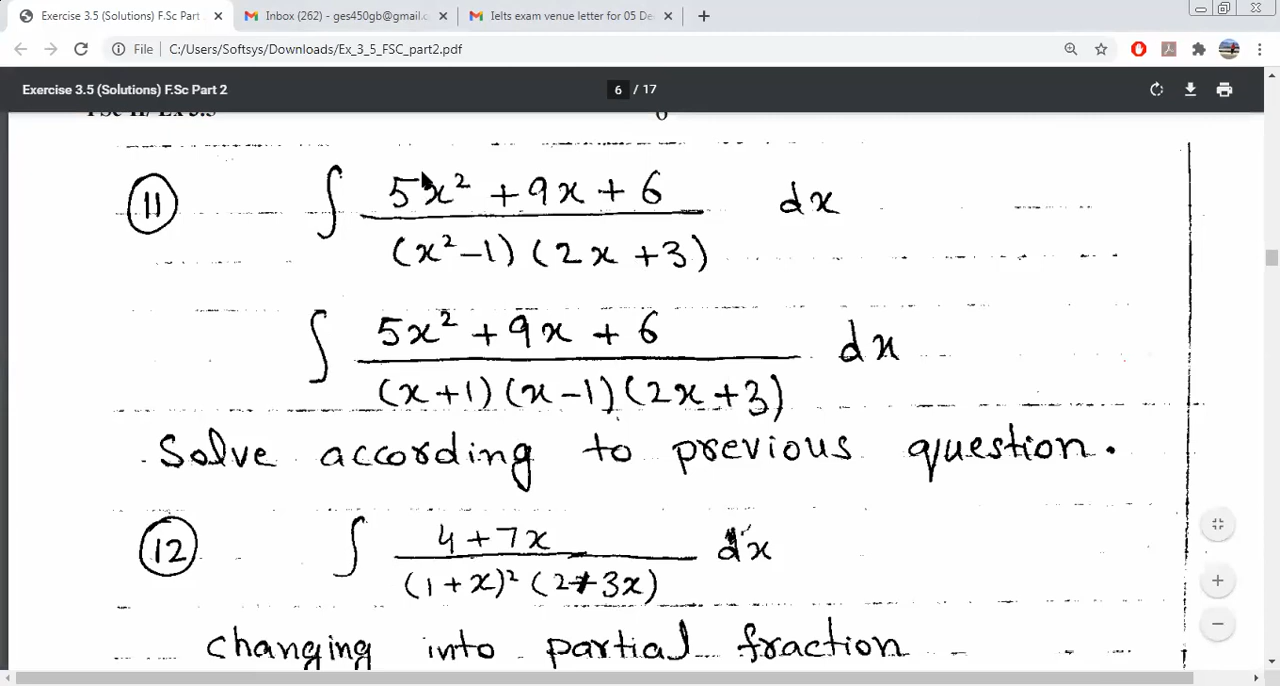 Exercise 3.5 (Solutions) F.Sc Part
Inbox (262) - ges450gb@gmail.c
Ielts exam venue letter for 05 De
File C:/Users/Softsys/Downloads/Ex_3_5_FSC_part2.pdf
Exercise 3.5 (Solutions) F.Sc Part 2
6 / 17
(11) ∫ (5x² + 9x + 6) / ((x² - 1)(2x + 3)) dx
∫ (5x² + 9x + 6) / ((x + 1)(x - 1)(2x + 3)) dx
Solve according to previous question.
(12) ∫ (4 + 7x) / ((1 + x)² (2 + 3x)) dx
changing into partial fraction